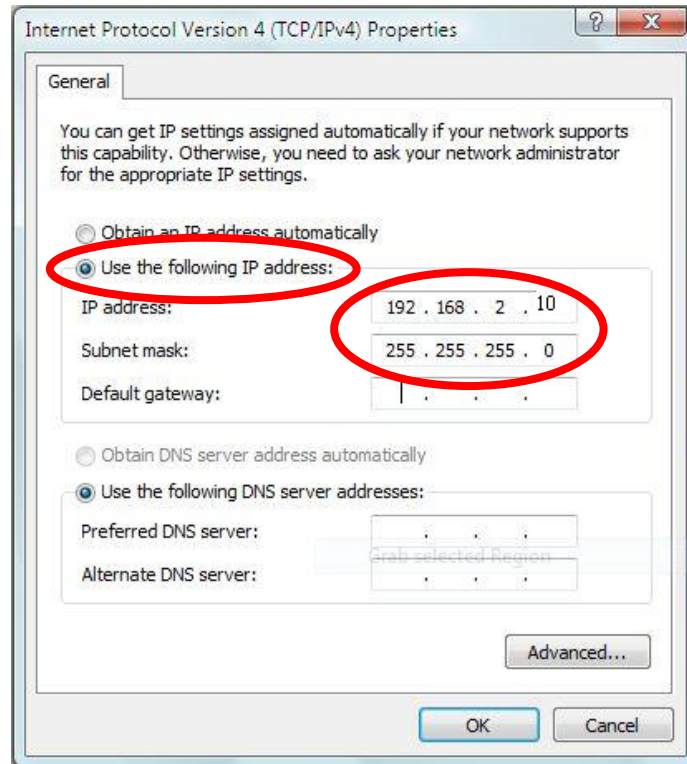 Internet Protocol Version 4 (TCP/IPv4) Properties
?
X
General
You can get IP settings assigned automatically if your network supports
this capability. Otherwise, you need to ask your network administrator
for the appropriate IP settings.
Obtain an IP address automatically
Use the following IP address:
IP address: 192 . 168 . 2 . 10
Subnet mask: 255 . 255 . 255 . 0
Default gateway: . . .
Obtain DNS server address automatically
Use the following DNS server addresses:
Preferred DNS server: . . .
Grab selected Region
Alternate DNS server: . . .
Advanced...
OK Cancel